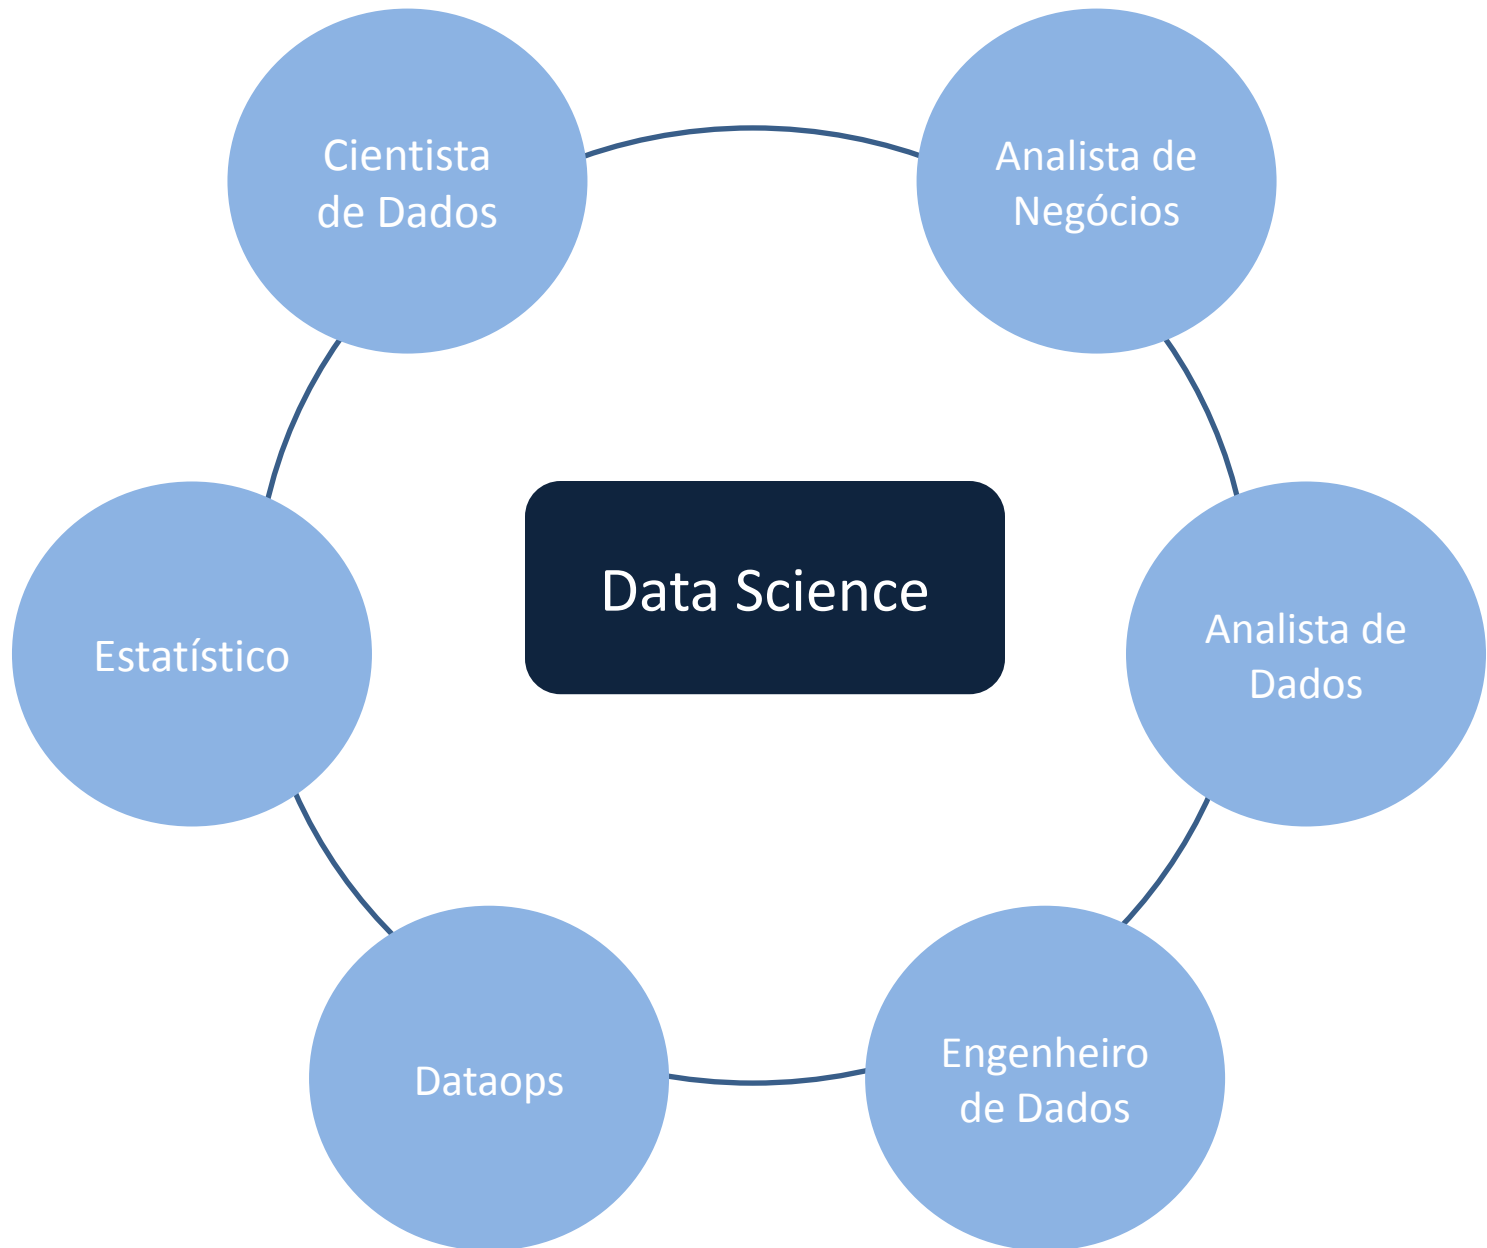 Cientista
de Dados
Analista de
Negócios
Data Science
Estatístico
Analista de
Dados
Dataops
Engenheiro
de Dados